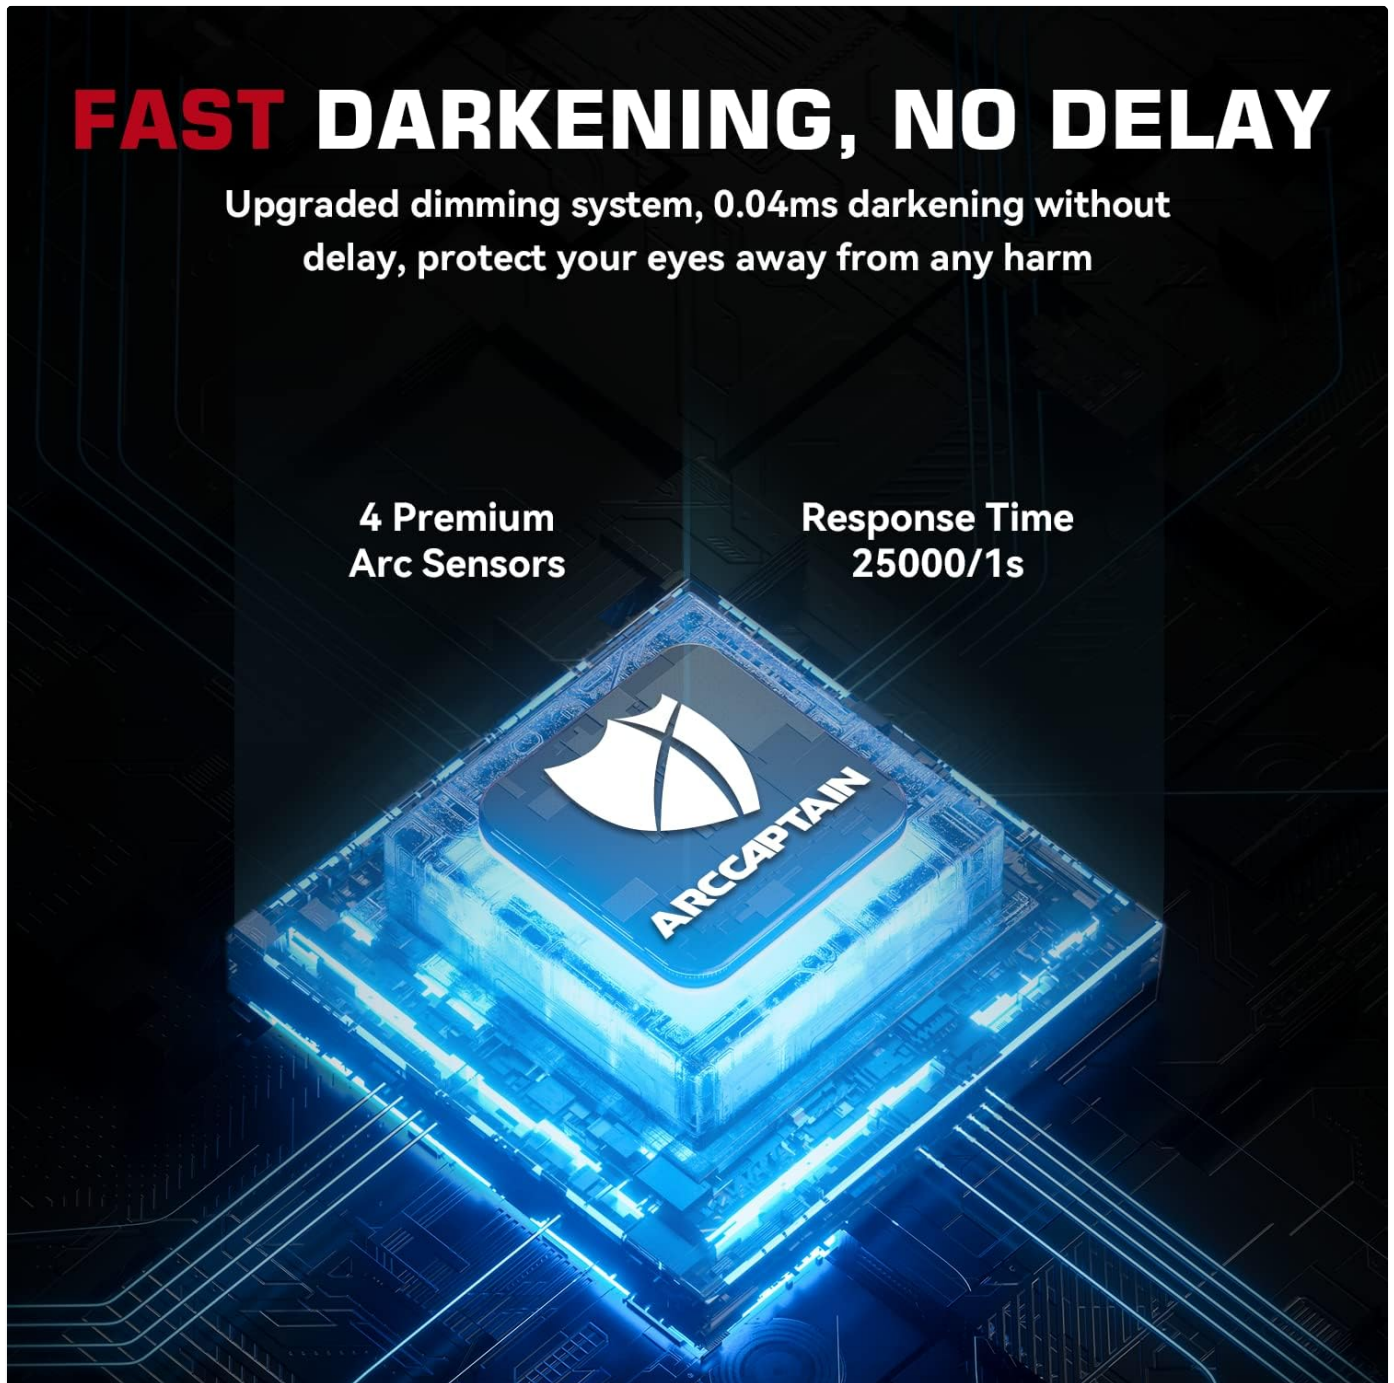 FAST DARKENING, NO DELAY
Upgraded dimming system, 0.04ms darkening without
delay, protect your eyes away from any harm
4 Premium
Arc Sensors
Response Time
25000/1s
ARCCAPTAIN